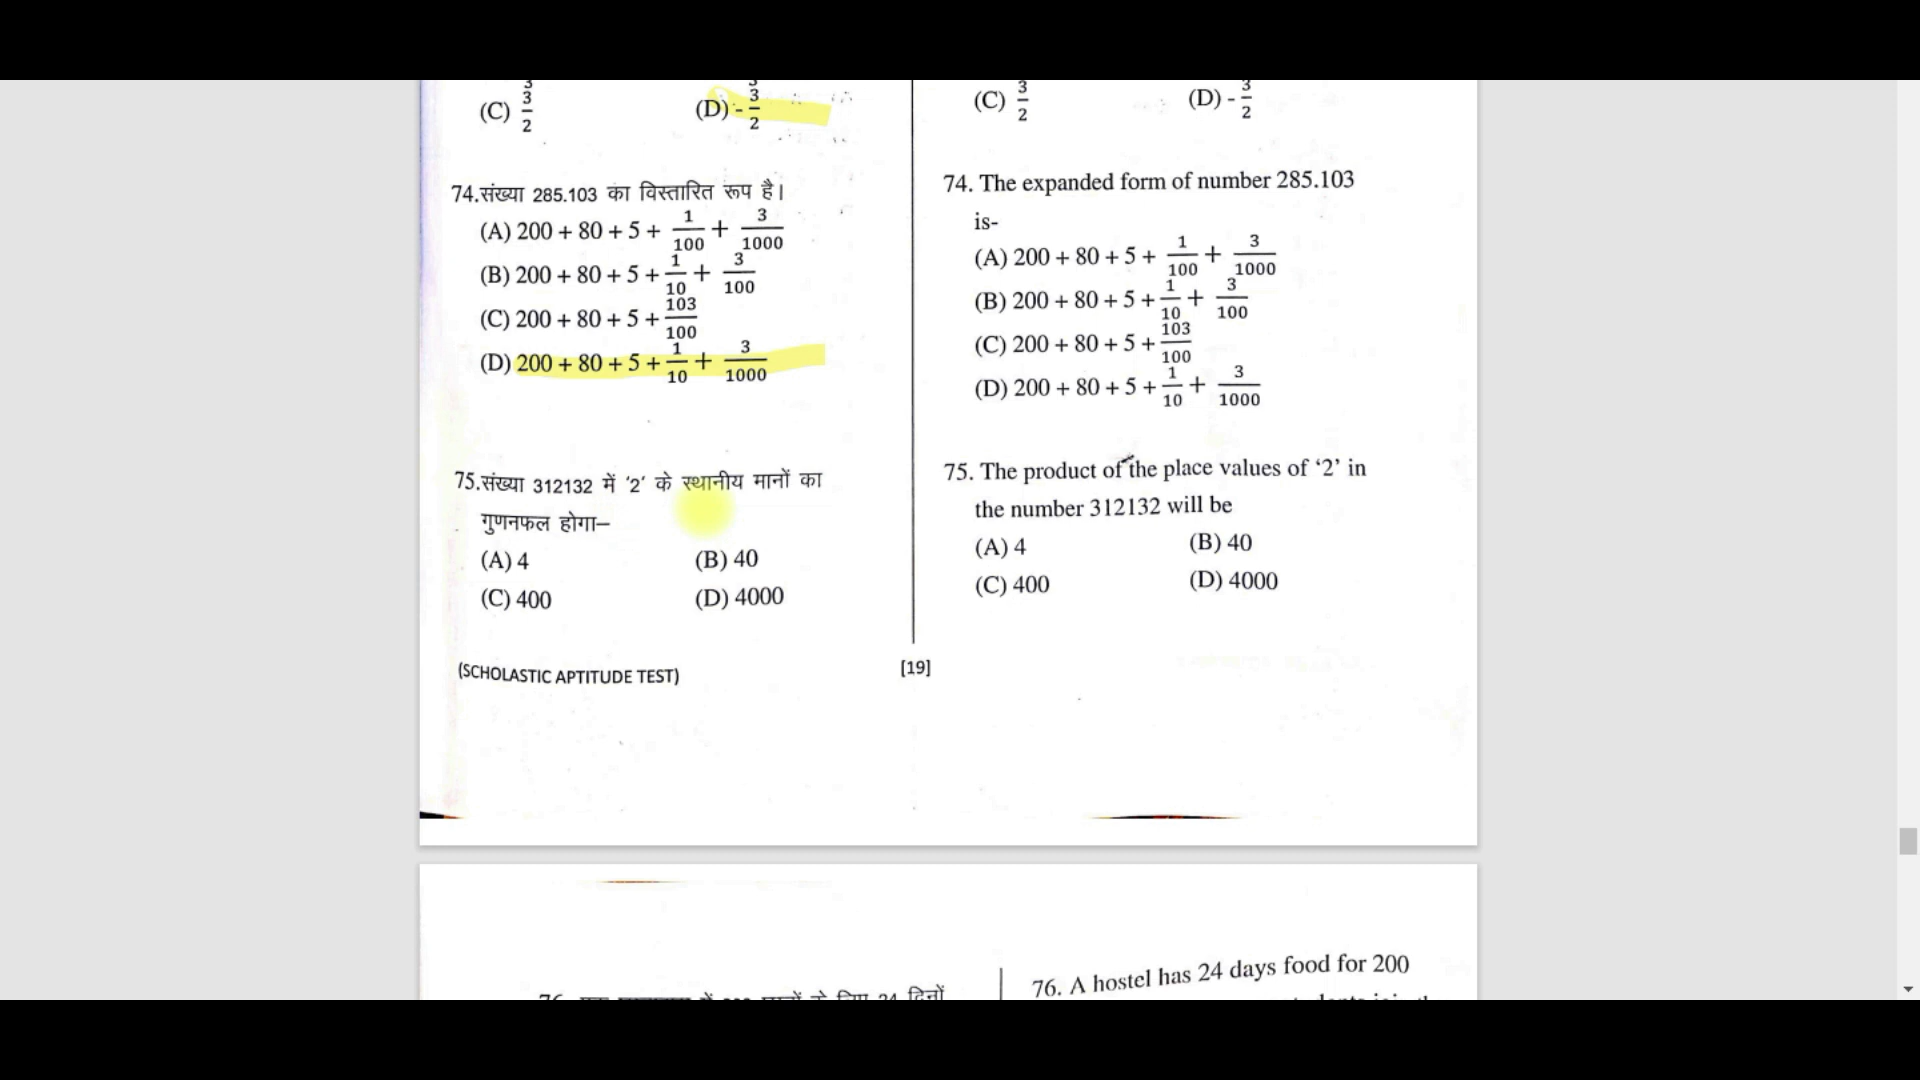 (C) 3/2 (D) - 3/2
74.संख्या 285.103 का विस्तारित रूप है।
(A) 200 + 80 + 5 + 1/100 + 3/1000
(B) 200 + 80 + 5 + 1/10 + 3/100
(C) 200 + 80 + 5 + 103/100
(D) 200 + 80 + 5 + 1/10 + 3/1000
75.संख्या 312132 में '2' के स्थानीय मानों का
गुणनफल होगा–
(A) 4 (B) 40
(C) 400 (D) 4000
(C) 3/2 (D) - 3/2
74. The expanded form of number 285.103
is-
(A) 200 + 80 + 5 + 1/100 + 3/1000
(B) 200 + 80 + 5 + 1/10 + 3/100
(C) 200 + 80 + 5 + 103/100
(D) 200 + 80 + 5 + 1/10 + 3/1000
75. The product of the place values of ‘2’ in
the number 312132 will be
(A) 4 (B) 40
(C) 400 (D) 4000
(SCHOLASTIC APTITUDE TEST) [19]
76. A hostel has 24 days food for 200